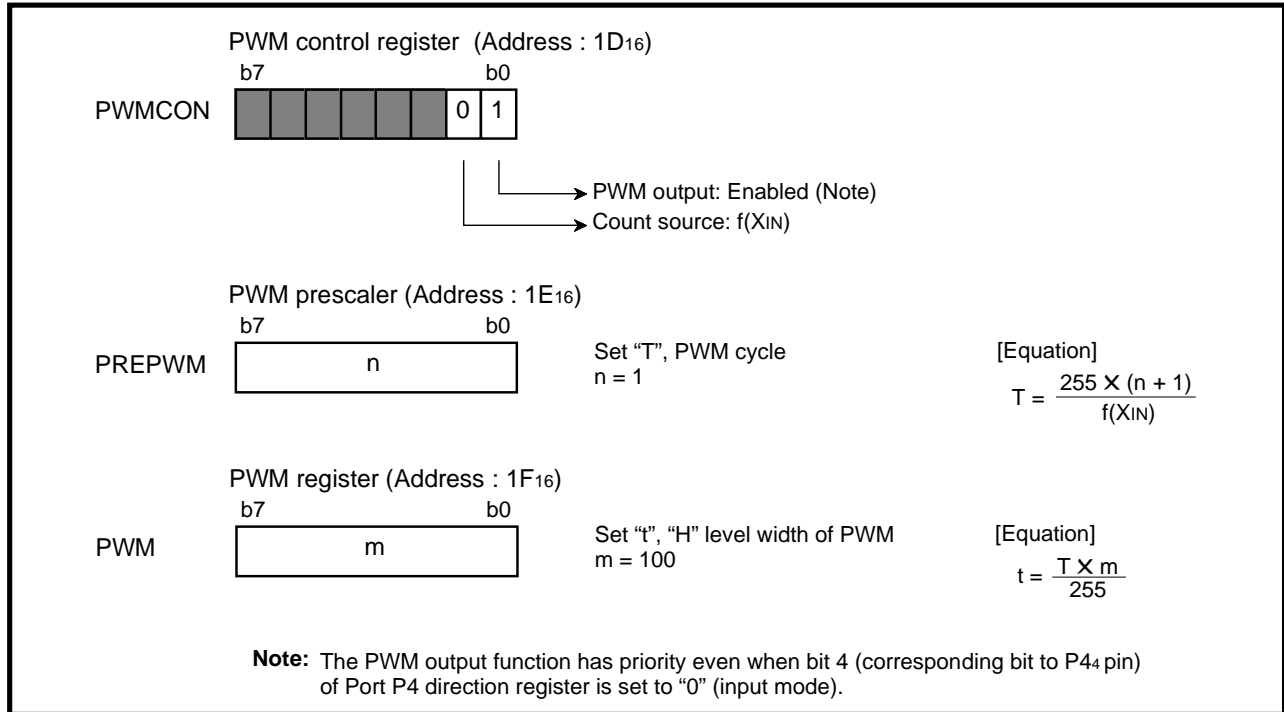 PWM control register (Address : 1D16)
b7 b0
PWMCON 0 1
PWM output: Enabled (Note)
Count source: f(XIN)
PWM prescaler (Address : 1E16)
b7 b0
PREPWM n
Set “T”, PWM cycle
n = 1
[Equation]
T = 255 × (n + 1)
f(XIN)
PWM register (Address : 1F16)
b7 b0
PWM m
Set “t”, “H” level width of PWM
m = 100
[Equation]
t = T × m
255
Note: The PWM output function has priority even when bit 4 (corresponding bit to P44 pin)
of Port P4 direction register is set to “0” (input mode).